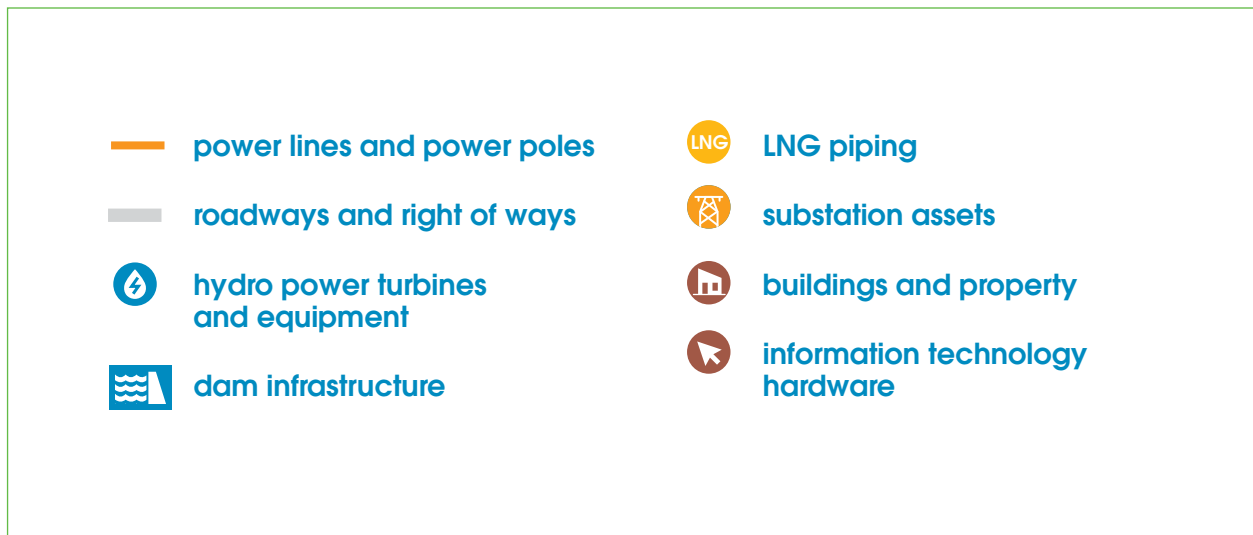 power lines and power poles
roadways and right of ways
hydro power turbines
and equipment
dam infrastructure
LNG
LNG piping
substation assets
buildings and property
information technology
hardware